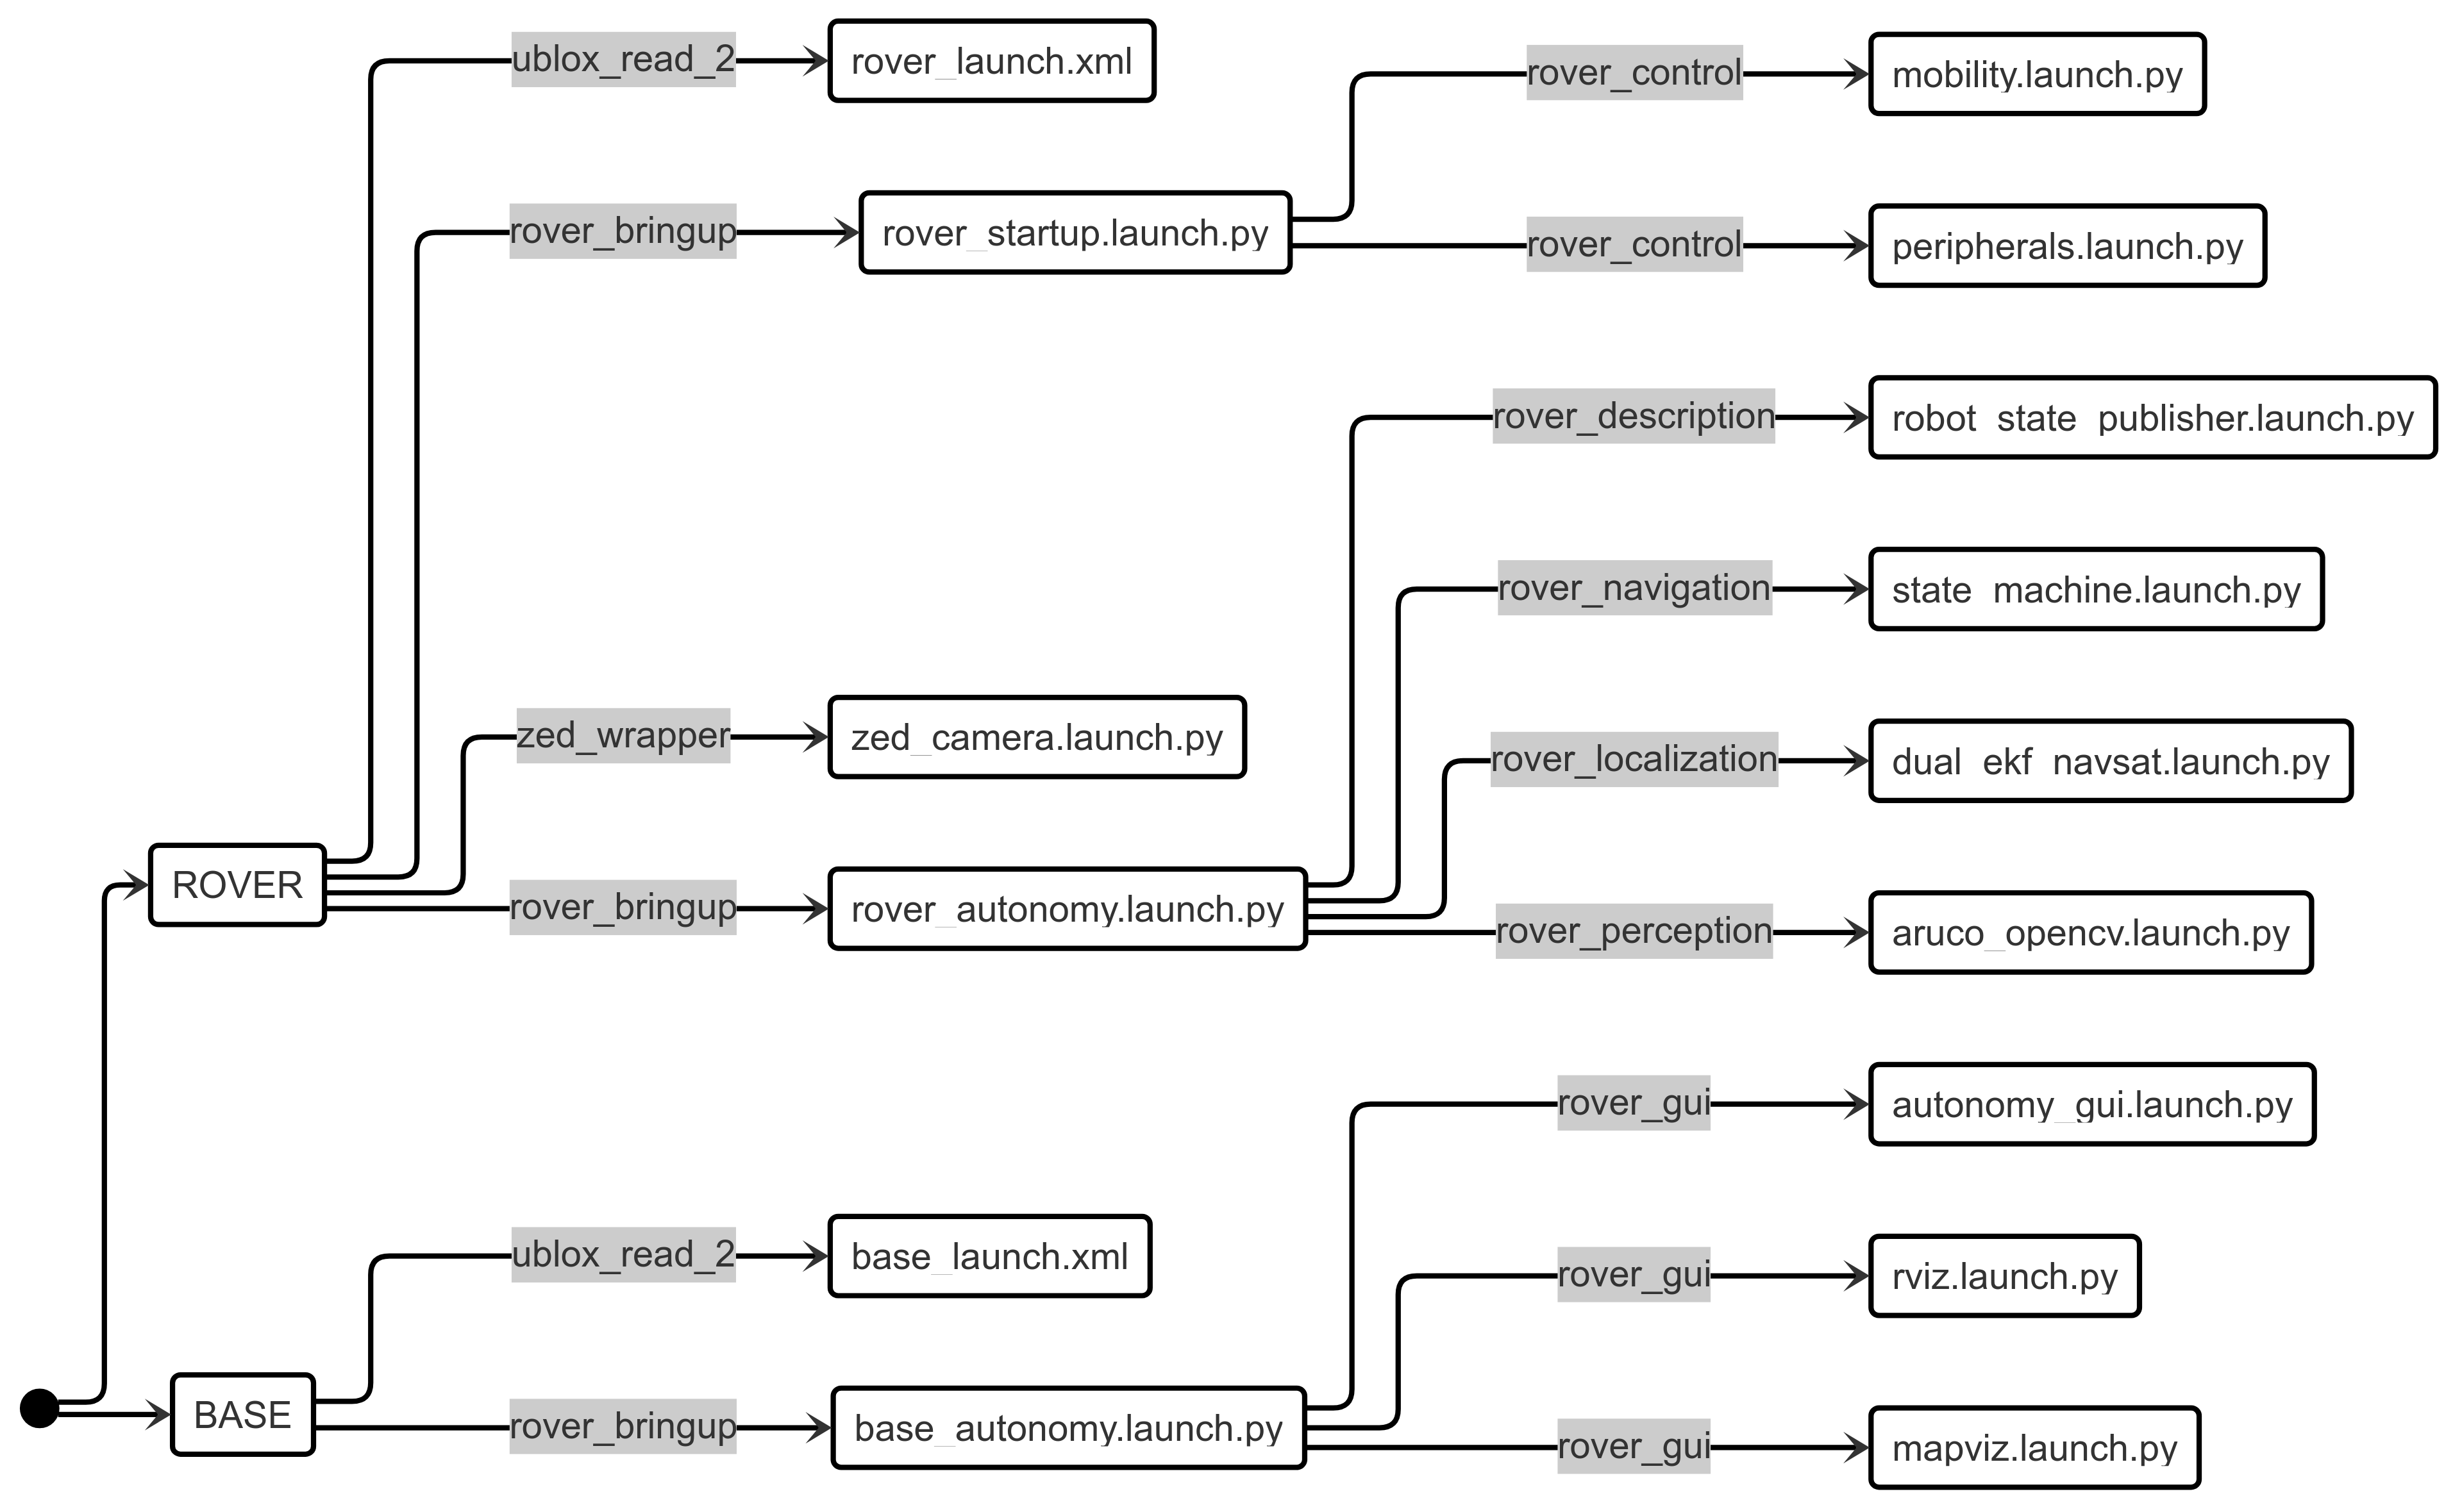 ublox_read_2
rover_launch.xml
rover_control
mobility.launch.py
rover_bringup
rover_startup.launch.py
rover_control
peripherals.launch.py
rover_description
robot_state_publisher.launch.py
rover_navigation
state_machine.launch.py
zed_wrapper
zed_camera.launch.py
rover_localization
dual_ekf_navsat.launch.py
ROVER
rover_bringup
rover_autonomy.launch.py
rover_perception
aruco_opencv.launch.py
rover_gui
autonomy_gui.launch.py
ublox_read_2
base_launch.xml
rover_gui
rviz.launch.py
BASE
rover_bringup
base_autonomy.launch.py
rover_gui
mapviz.launch.py